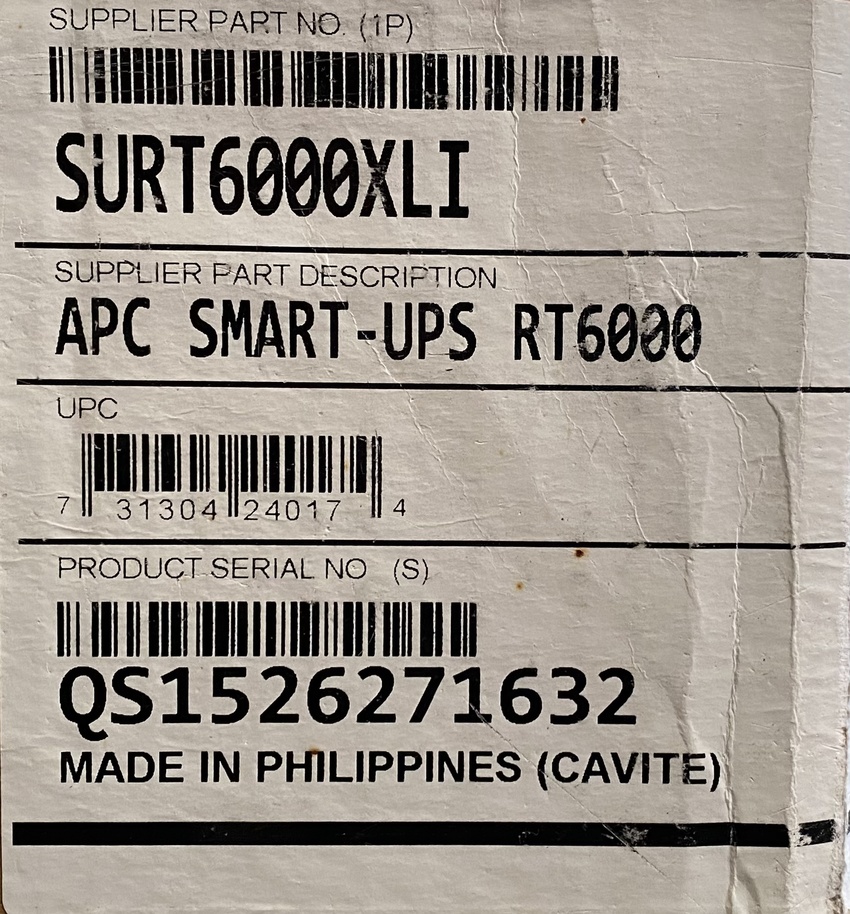 SUPPLIER PART NO. (1P)
SURT6000XLI
SUPPLIER PART DESCRIPTION
APC SMART-UPS RT6000
UPC
7 31304 24017 4
PRODUCT SERIAL NO (S)
QS1526271632
MADE IN PHILIPPINES (CAVITE)